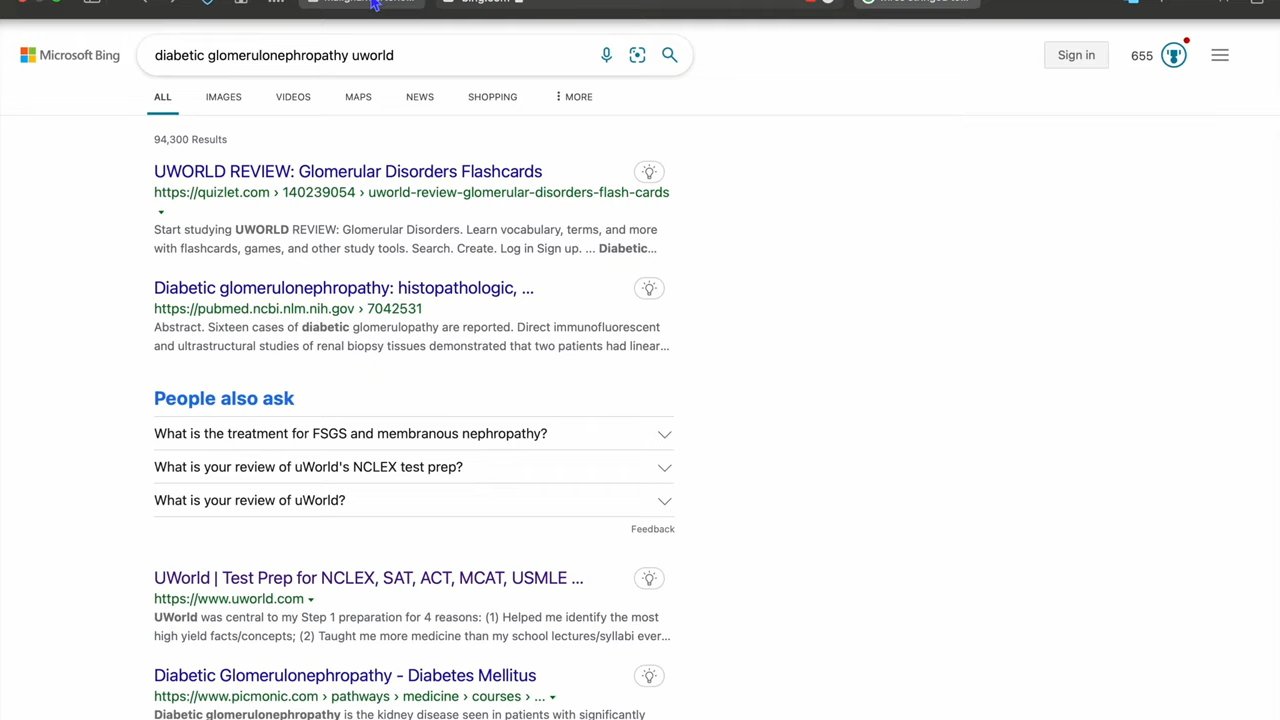 bing.com
Microsoft Bing
diabetic glomerulonephropathy uworld
Sign in
655
ALL
IMAGES
VIDEOS
MAPS
NEWS
SHOPPING
MORE
94,300 Results
UWORLD REVIEW: Glomerular Disorders Flashcards
https://quizlet.com › 140239054 › uworld-review-glomerular-disorders-flash-cards
Start studying UWORLD REVIEW: Glomerular Disorders. Learn vocabulary, terms, and more
with flashcards, games, and other study tools. Search. Create. Log in Sign up. ... Diabetic...
Diabetic glomerulonephropathy: histopathologic, ...
https://pubmed.ncbi.nlm.nih.gov › 7042531
Abstract. Sixteen cases of diabetic glomerulopathy are reported. Direct immunofluorescent
and ultrastructural studies of renal biopsy tissues demonstrated that two patients had linear...
People also ask
What is the treatment for FSGS and membranous nephropathy?
What is your review of uWorld's NCLEX test prep?
What is your review of uWorld?
Feedback
UWorld | Test Prep for NCLEX, SAT, ACT, MCAT, USMLE ...
https://www.uworld.com
UWorld was central to my Step 1 preparation for 4 reasons: (1) Helped me identify the most
high yield facts/concepts; (2) Taught me more medicine than my school lectures/syllabi ever...
Diabetic Glomerulonephropathy - Diabetes Mellitus
https://www.picmonic.com › pathways › medicine › courses › ...
Diabetic glomerulonephropathy is the kidney disease seen in patients with significantly